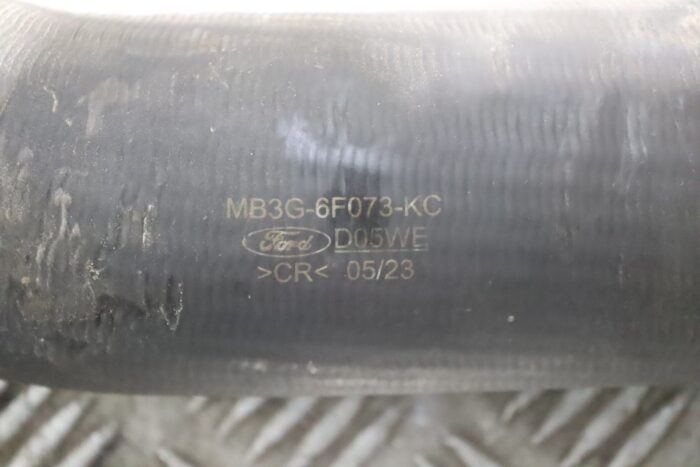 MB3G-6F073-KC
Ford D05WE
>CR< 05/23